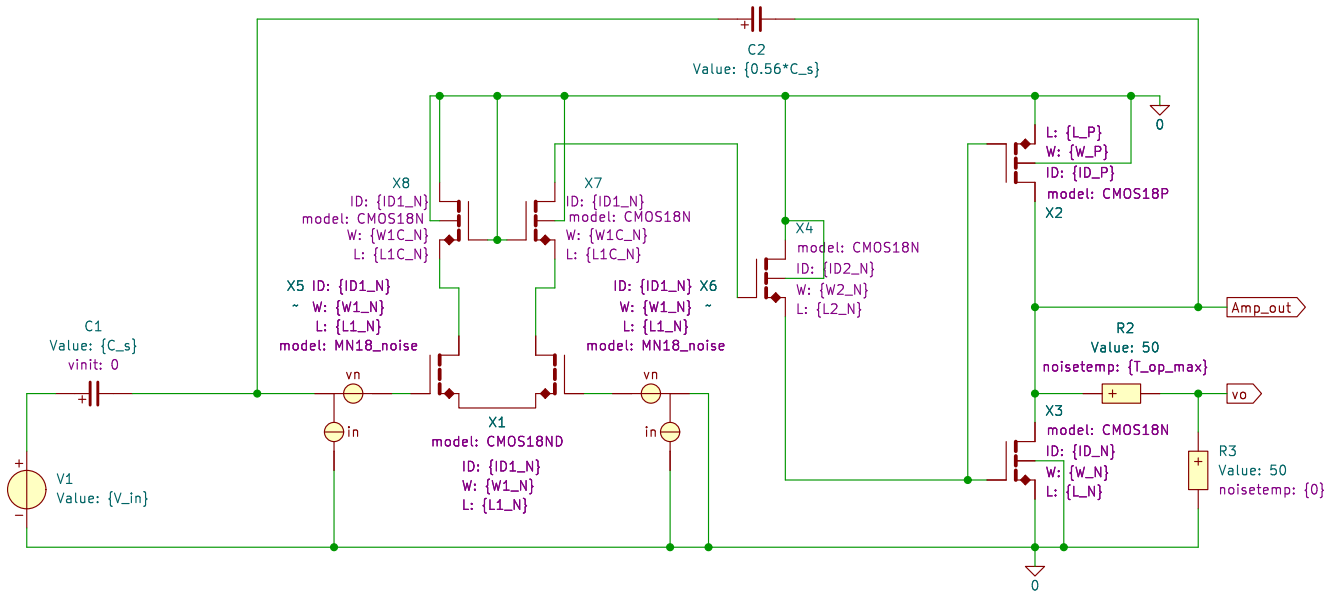 C2
Value: {0.56*C_s}
0
L: {L_P}
W: {W_P}
ID: {ID_P}
model: CMOS18P
X2
X8
ID: {ID1_N}
model: CMOS18N
W: {W1C_N}
L: {L1C_N}
X7
ID: {ID1_N}
model: CMOS18N
W: {W1C_N}
L: {L1C_N}
X4
model: CMOS18N
ID: {ID2_N}
W: {W2_N}
L: {L2_N}
X5 ID: {ID1_N}
~ W: {W1_N}
L: {L1_N}
model: MN18_noise
ID: {ID1_N} X6
W: {W1_N} ~
L: {L1_N}
model: MN18_noise
Amp_out
C1
Value: {C_s}
vinit: 0
R2
Value: 50
noisetemp: {T_op_max}
vn
vn
vo
in
in
X1
model: CMOS18ND
ID: {ID1_N}
W: {W1_N}
L: {L1_N}
X3
model: CMOS18N
ID: {ID_N}
W: {W_N}
L: {L_N}
V1
Value: {V_in}
R3
Value: 50
noisetemp: {0}
0